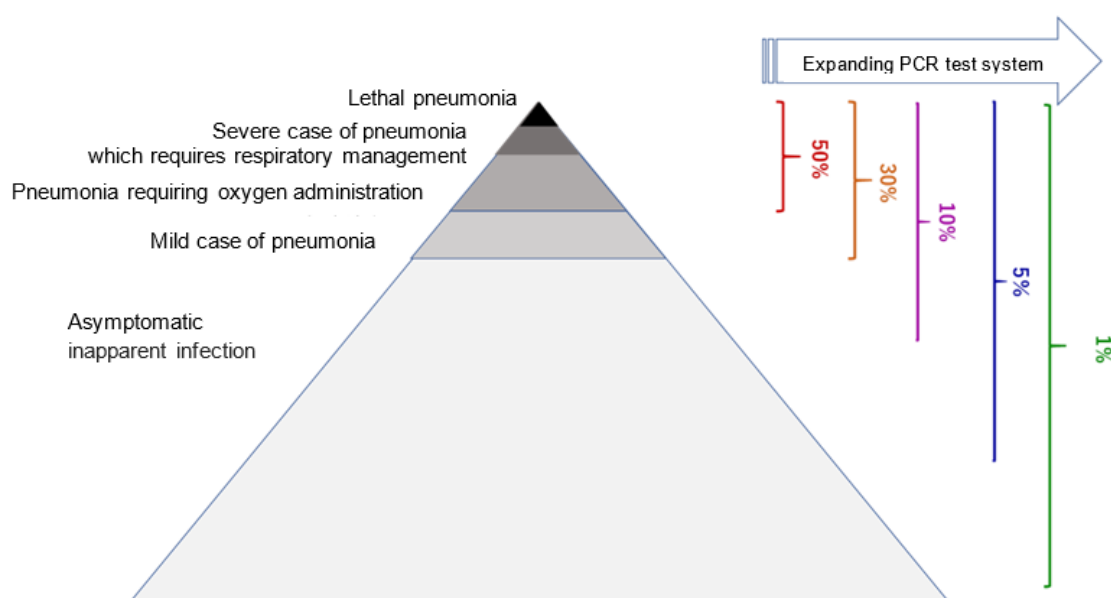 Expanding PCR test system
Lethal pneumonia
Severe case of pneumonia
which requires respiratory management
Pneumonia requiring oxygen administration
Mild case of pneumonia
Asymptomatic
inapparent infection
50%
30%
10%
5%
1%